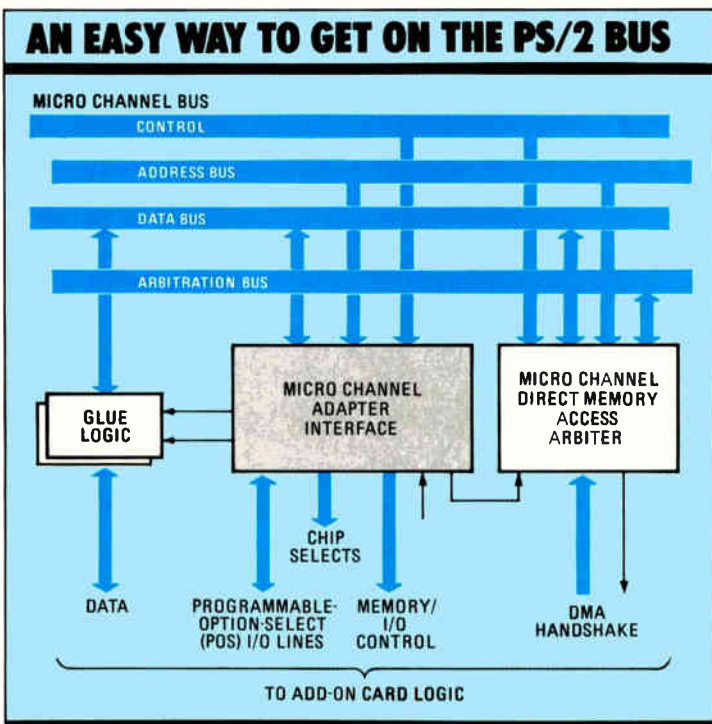 AN EASY WAY TO GET ON THE PS/2 BUS
MICRO CHANNEL BUS
CONTROL
ADDRESS BUS
DATA BUS
ARBITRATION BUS
GLUE
LOGIC
MICRO CHANNEL
ADAPTER
INTERFACE
MICRO CHANNEL
DIRECT MEMORY
ACCESS
ARBITER
CHIP
SELECTS
DATA
PROGRAMMABLE-
OPTION-SELECT
(POS) I/O LINES
MEMORY/
I/O
CONTROL
DMA
HANDSHAKE
TO ADD-ON CARD LOGIC